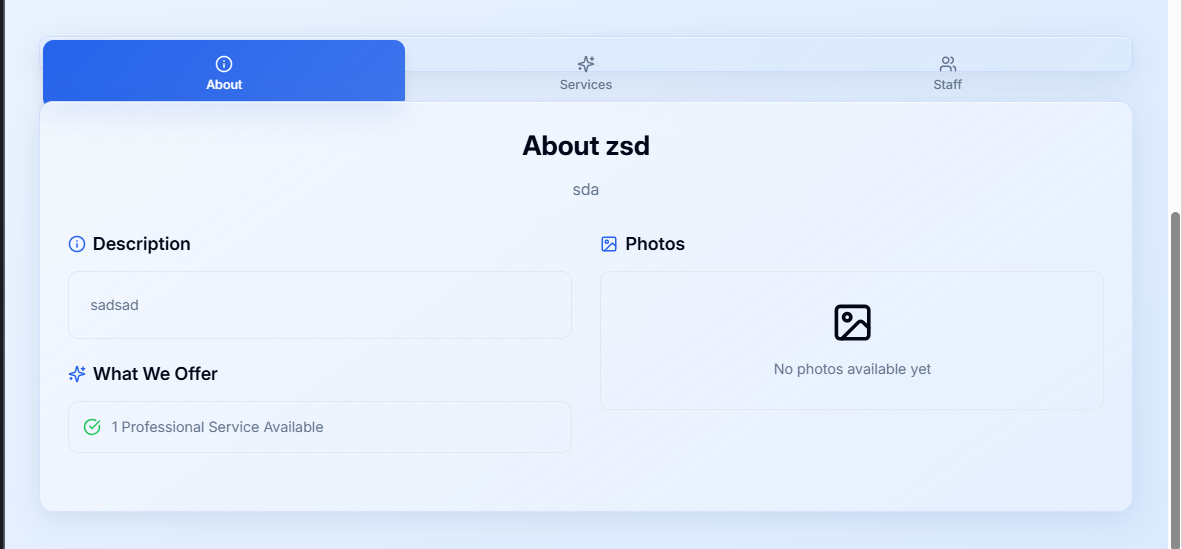 About
Services
Staff
About zsd
sda
Description
sadsad
What We Offer
1 Professional Service Available
Photos
No photos available yet